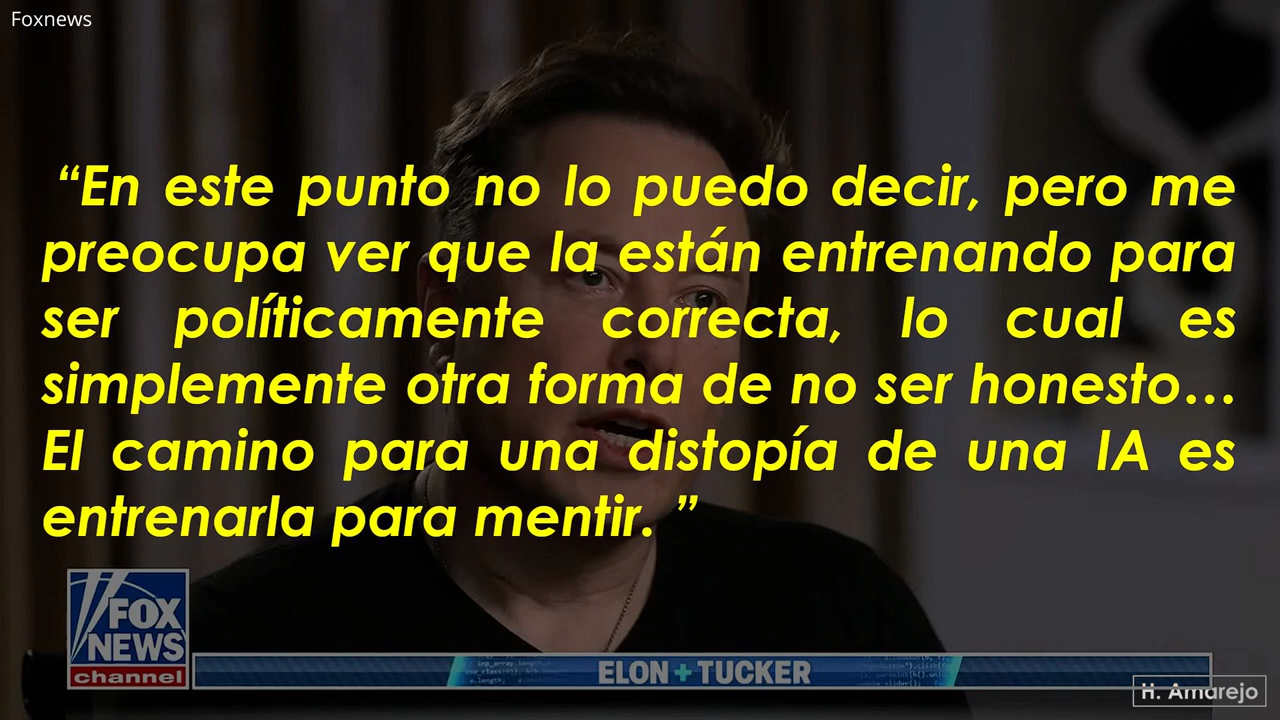 Foxnews
“En este punto no lo puedo decir, pero me
preocupa ver que la están entrenando para
ser políticamente correcta, lo cual es
simplemente otra forma de no ser honesto...
El camino para una distopía de una IA es
entrenarla para mentir. ”
FOX
NEWS
channel
ELON + TUCKER
H. Amarejo